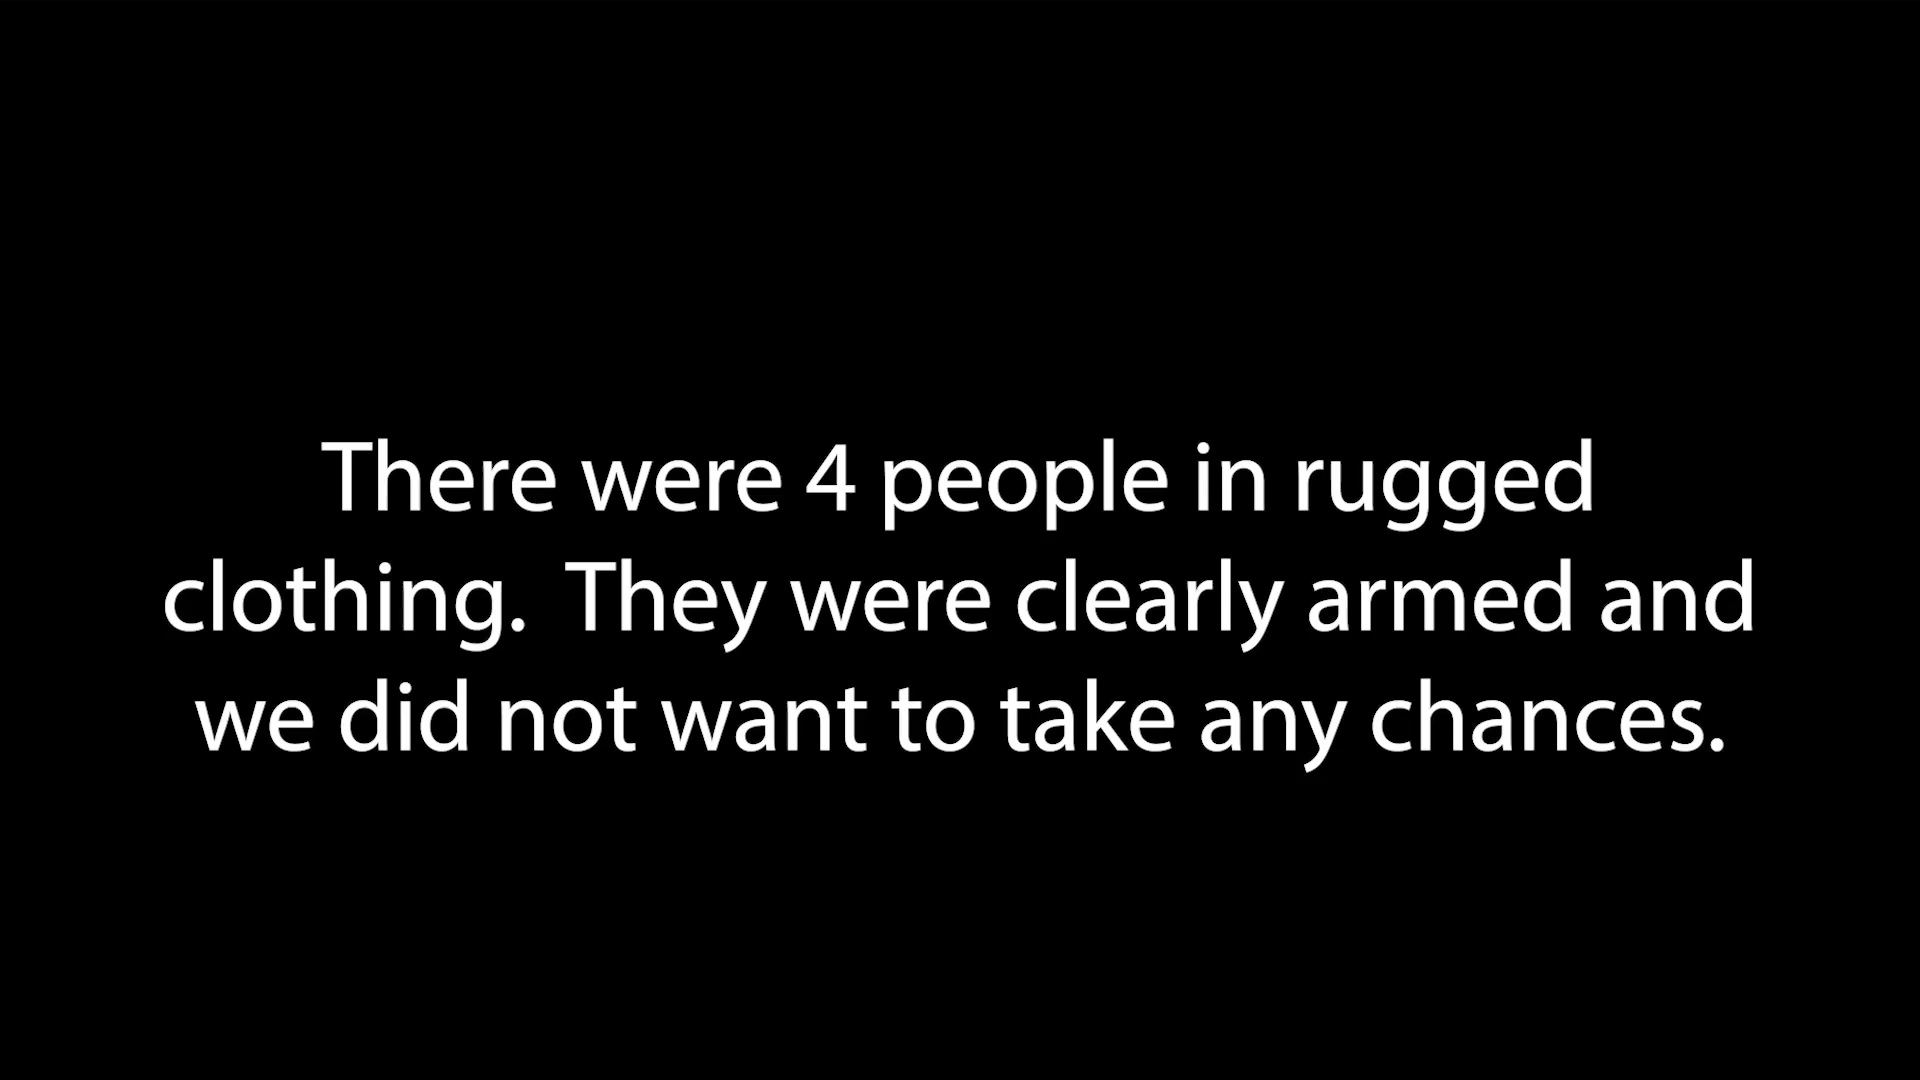 There were 4 people in rugged
clothing.  They were clearly armed and
we did not want to take any chances.